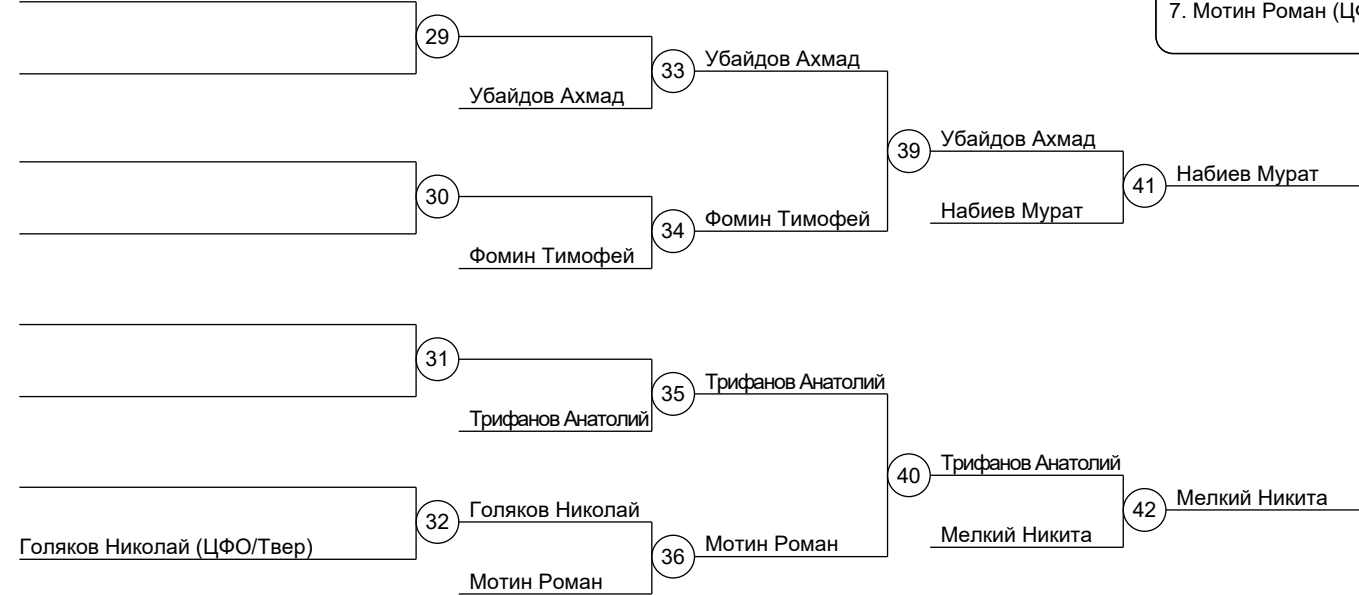 7. Мотин Роман (ЦФ
29
33
Убайдов Ахмад
Убайдов Ахмад
39
Убайдов Ахмад
41
Набиев Мурат
30
Набиев Мурат
34
Фомин Тимофей
Фомин Тимофей
31
35
Трифанов Анатолий
Трифанов Анатолий
40
Трифанов Анатолий
32
Голяков Николай
42
Мелкий Никита
Голяков Николай (ЦФО/Твер)
36
Мотин Роман
Мелкий Никита
Мотин Роман